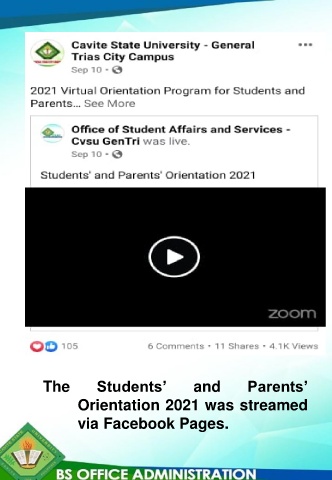 Cavite State University - General
Trias City Campus
Sep 10 •
2021 Virtual Orientation Program for Students and
Parents... See More
Office of Student Affairs and Services -
Cvsu GenTri was live.
Sep 10 •
Students' and Parents' Orientation 2021
zoom
105 6 Comments • 11 Shares • 4.1K Views
The Students’ and Parents’
Orientation 2021 was streamed
via Facebook Pages.
BS OFFICE ADMINISTRATION